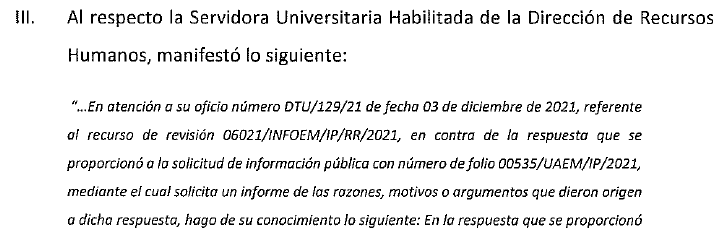 III. Al respecto la Servidora Universitaria Habilitada de la Dirección de Recursos
Humanos, manifestó lo siguiente:
"...En atención a su oficio número DTU/129/21 de fecha 03 de diciembre de 2021, referente
al recurso de revisión 06021/INFOEM/IP/RR/2021, en contra de la respuesta que se
proporcionó a la solicitud de información pública con número de folio 00535/UAEM/IP/2021,
mediante el cual solicita un informe de las razones, motivos o argumentos que dieron origen
a dicha respuesta, hago de su conocimiento lo siguiente: En la respuesta que se proporcionó